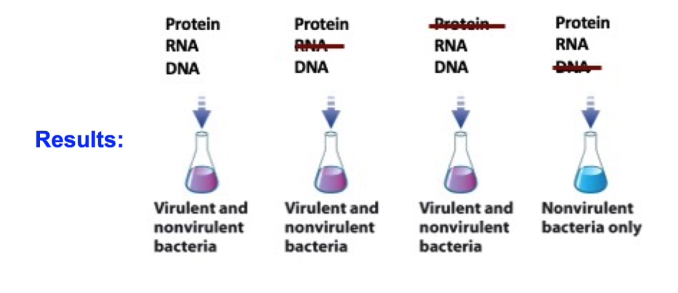 Protein
RNA
DNA
Protein
RNA
DNA
Protein
RNA
DNA
Protein
RNA
DNA
Results:
Virulent and
nonvirulent
bacteria
Virulent and
nonvirulent
bacteria
Virulent and
nonvirulent
bacteria
Nonvirulent
bacteria only